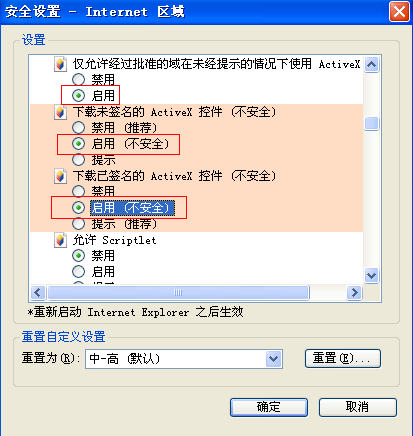 安全设置 - Internet 区域
设置
仅允许经过批准的域在未经提示的情况下使用 ActiveX
禁用
启用
下载未签名的 ActiveX 控件 (不安全)
禁用 (推荐)
启用 (不安全)
提示
下载已签名的 ActiveX 控件 (不安全)
禁用
启用 (不安全)
提示 (推荐)
允许 Scriptlet
禁用
启用
*重新启动 Internet Explorer 之后生效
重置自定义设置
重置为(R): 中-高 (默认) 重置(E)...
确定 取消